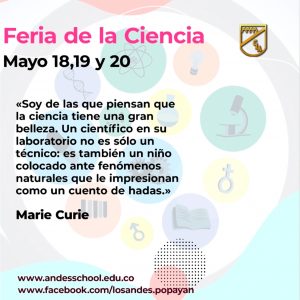 Feria de la Ciencia
Mayo 18,19 y 20
«Soy de las que piensan que
la ciencia tiene una gran
belleza. Un científico en su
laboratorio no es sólo un
técnico: es también un niño
colocado ante fenómenos
naturales que le impresionan
como un cuento de hadas.»
Marie Curie
www.andesschool.edu.co
www.facebook.com/losandes.popayan